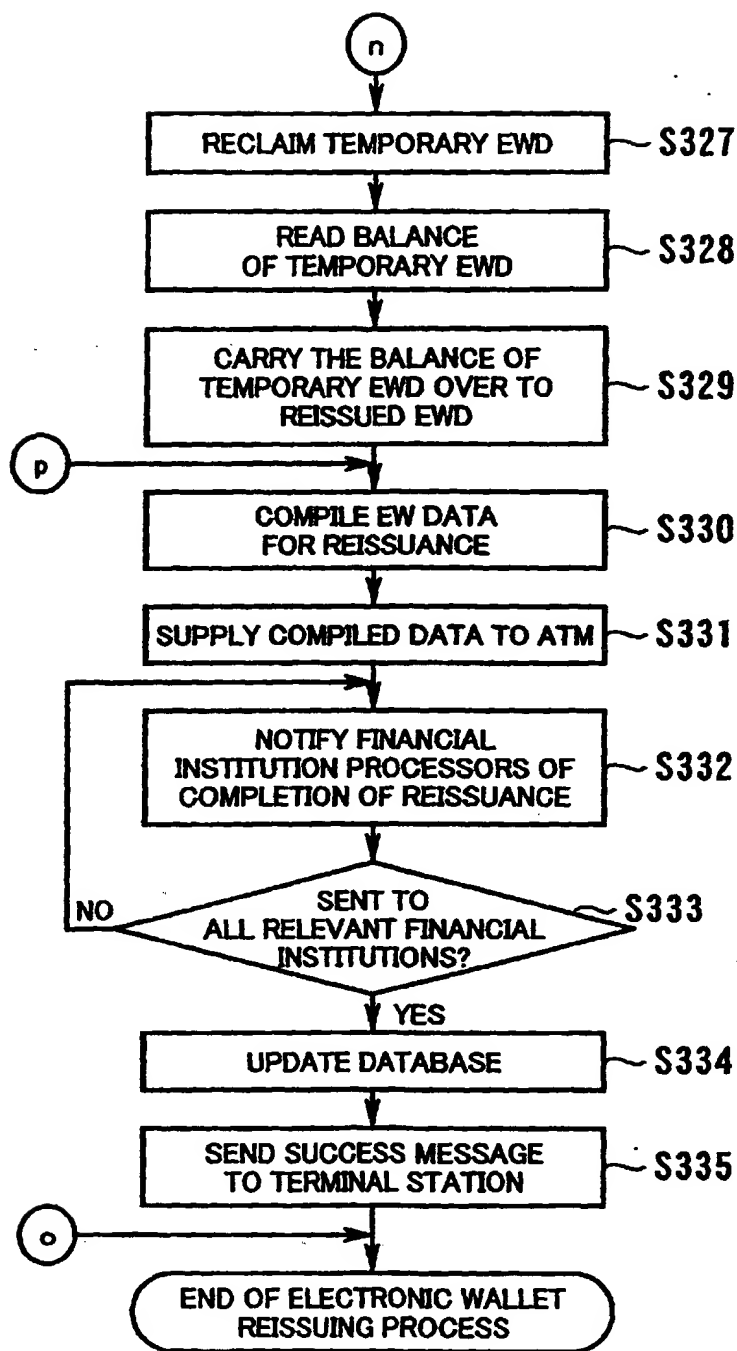 n
RECLAIM TEMPORARY EWD
S327
READ BALANCE
OF TEMPORARY EWD
S328
CARRY THE BALANCE OF
TEMPORARY EWD OVER TO
REISSUED EWD
S329
p
COMPILE EW DATA
FOR REISSUANCE
S330
SUPPLY COMPILED DATA TO ATM
S331
NOTIFY FINANCIAL
INSTITUTION PROCESSORS OF
COMPLETION OF REISSUANCE
S332
SENT TO
ALL RELEVANT FINANCIAL
INSTITUTIONS?
S333
NO
YES
UPDATE DATABASE
S334
SEND SUCCESS MESSAGE
TO TERMINAL STATION
S335
o
END OF ELECTRONIC WALLET
REISSUING PROCESS